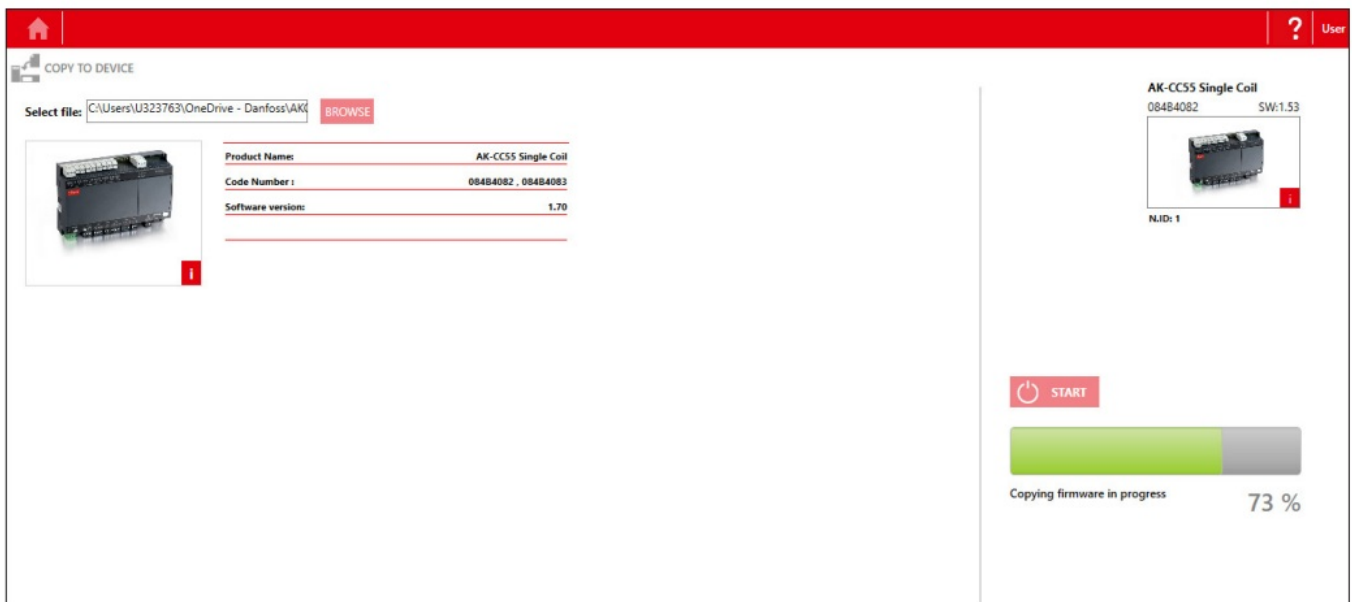 ? User
COPY TO DEVICE
Select file: C:\Users\U323763\OneDrive - Danfoss\AK BROWSE
Product Name: AK-CC55 Single Coil
Code Number : 084B4082 , 084B4083
Software version: 1.70
i
AK-CC55 Single Coil
084B4082 SW:1.53
i
N.ID: 1
START
Copying firmware in progress 73 %